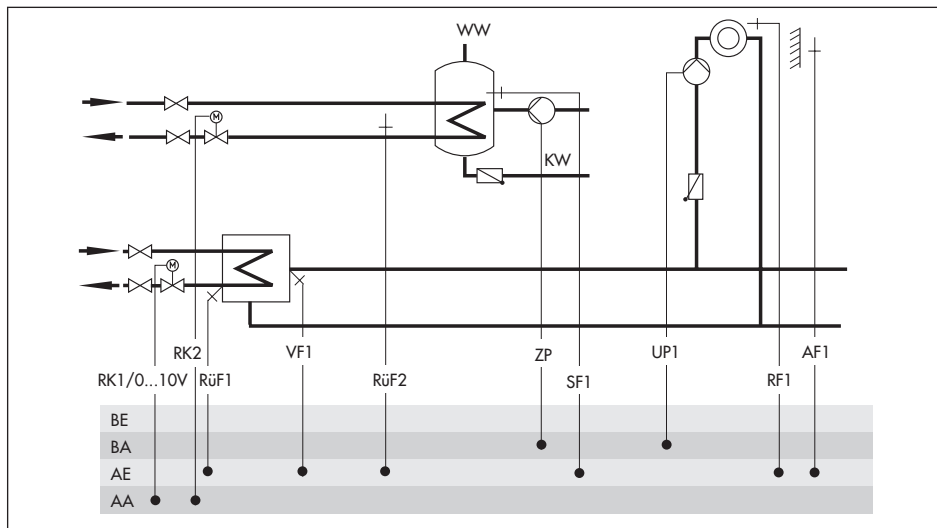 WW
M
KW
M
RK2
VF1
ZP
UP1
AF1
RK1/0...10V
RüF1
RüF2
SF1
RF1
BE
BA
AE
AA